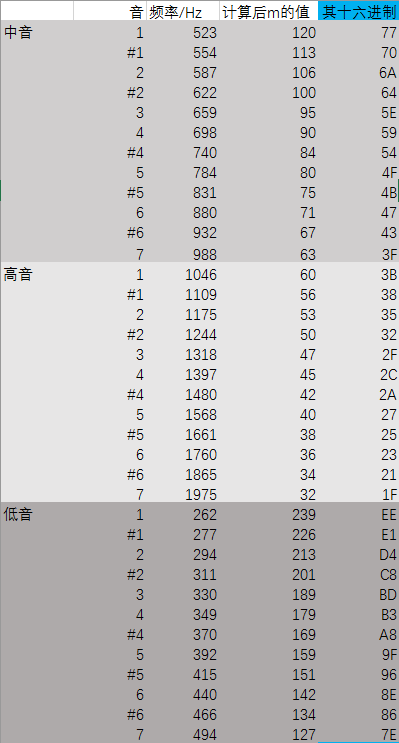 音 频率/Hz 计算后m的值 其十六进制
中音 1 523 120 77
#1 554 113 70
2 587 106 6A
#2 622 100 64
3 659 95 5E
4 698 90 59
#4 740 84 54
5 784 80 4F
#5 831 75 4B
6 880 71 47
#6 932 67 43
7 988 63 3F
高音 1 1046 60 3B
#1 1109 56 38
2 1175 53 35
#2 1244 50 32
3 1318 47 2F
4 1397 45 2C
#4 1480 42 2A
5 1568 40 27
#5 1661 38 25
6 1760 36 23
#6 1865 34 21
7 1975 32 1F
低音 1 262 239 EE
#1 277 226 E1
2 294 213 D4
#2 311 201 C8
3 330 189 BD
4 349 179 B3
#4 370 169 A8
5 392 159 9F
#5 415 151 96
6 440 142 8E
#6 466 134 86
7 494 127 7E